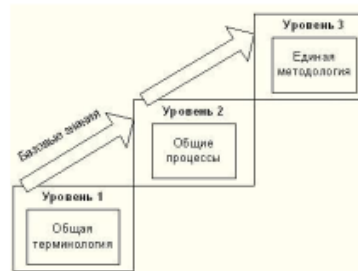 Уровень 3
Единая
методология
Базовые знания
Уровень 2
Общие
процессы
Уровень 1
Общая
терминология